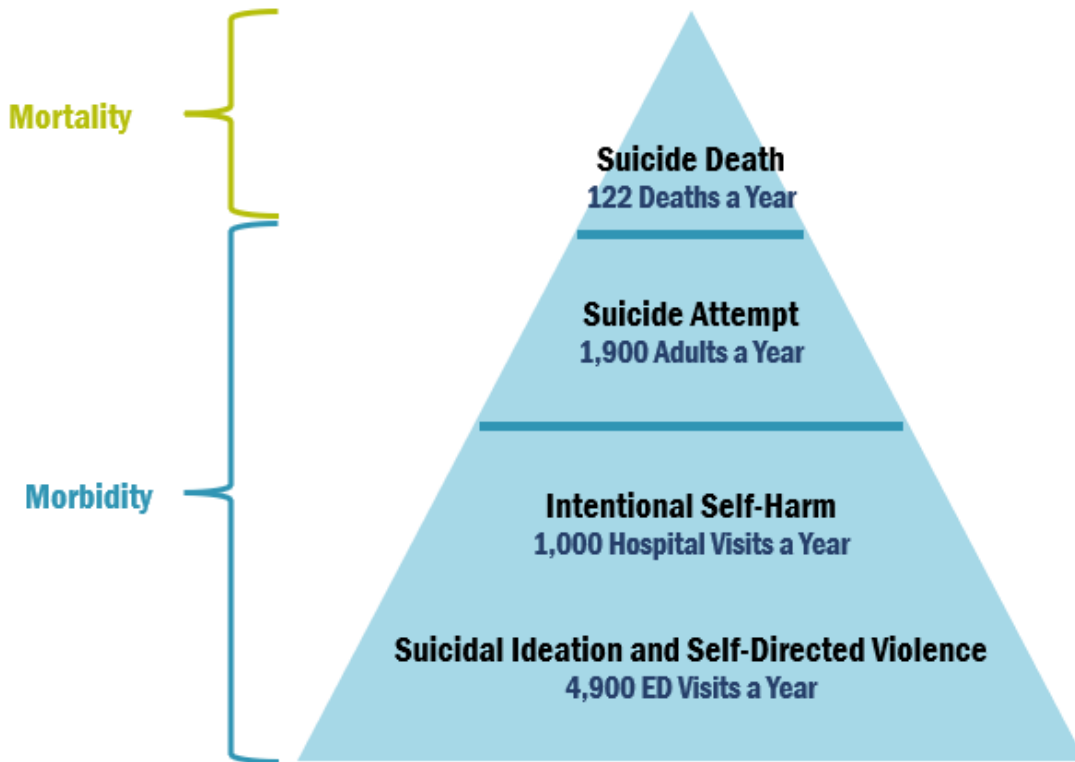 Mortality
Suicide Death
122 Deaths a Year
Suicide Attempt
1,900 Adults a Year
Morbidity
Intentional Self-Harm
1,000 Hospital Visits a Year
Suicidal Ideation and Self-Directed Violence
4,900 ED Visits a Year